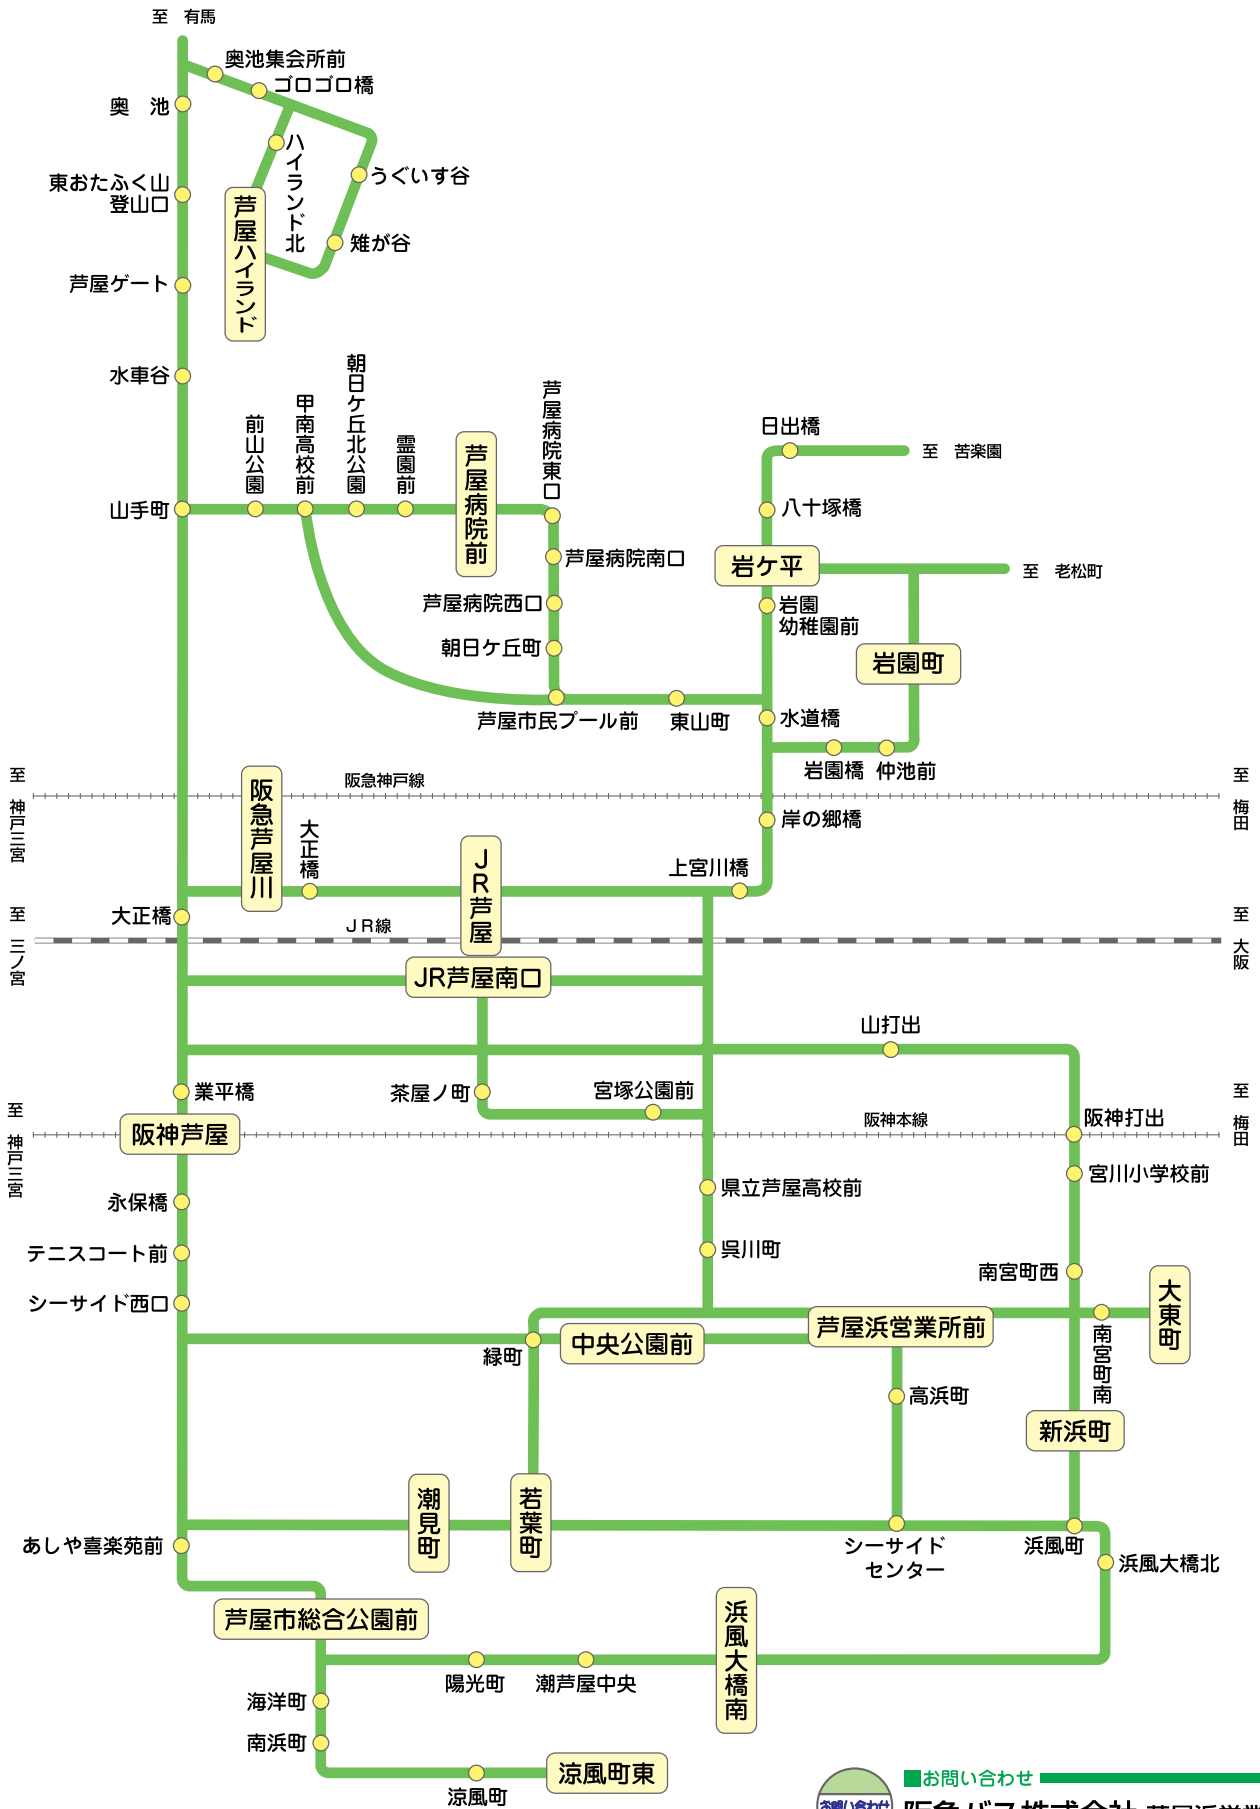 至 有馬
奥池集会所前
ゴロゴロ橋
奥 池
ハイランド北
うぐいす谷
東おたふく山
登山口
芦屋ハイランド
雉が谷
芦屋ゲート
水車谷
前山公園
甲南高校前
朝日ケ丘北公園
霊園前
芦屋病院前
芦屋病院東口
日出橋
至 苦楽園
山手町
八十塚橋
芦屋病院南口
岩ケ平
至 老松町
芦屋病院西口
岩園
幼稚園前
朝日ケ丘町
岩園町
芦屋市民プール前
東山町
水道橋
岩園橋
仲池前
至 神戸三宮
阪急神戸線
至 梅田
阪急芦屋川
大正橋
岸の郷橋
JR芦屋
上宮川橋
大正橋
至 三ノ宮
JR線
至 大阪
JR芦屋南口
山打出
業平橋
茶屋ノ町
宮塚公園前
至 神戸三宮
阪神芦屋
阪神本線
阪神打出
至 梅田
宮川小学校前
永保橋
県立芦屋高校前
テニスコート前
呉川町
南宮町西
シーサイド西口
大東町
芦屋浜営業所前
南宮町南
緑町
中央公園前
高浜町
新浜町
潮見町
若葉町
あしや喜楽苑前
シーサイド
センター
浜風町
浜風大橋北
芦屋市総合公園前
浜風大橋南
陽光町
潮芦屋中央
海洋町
南浜町
涼風町
涼風町東
■お問い合わせ
お問い合わせ
阪急バス株式会社 芦屋浜営業